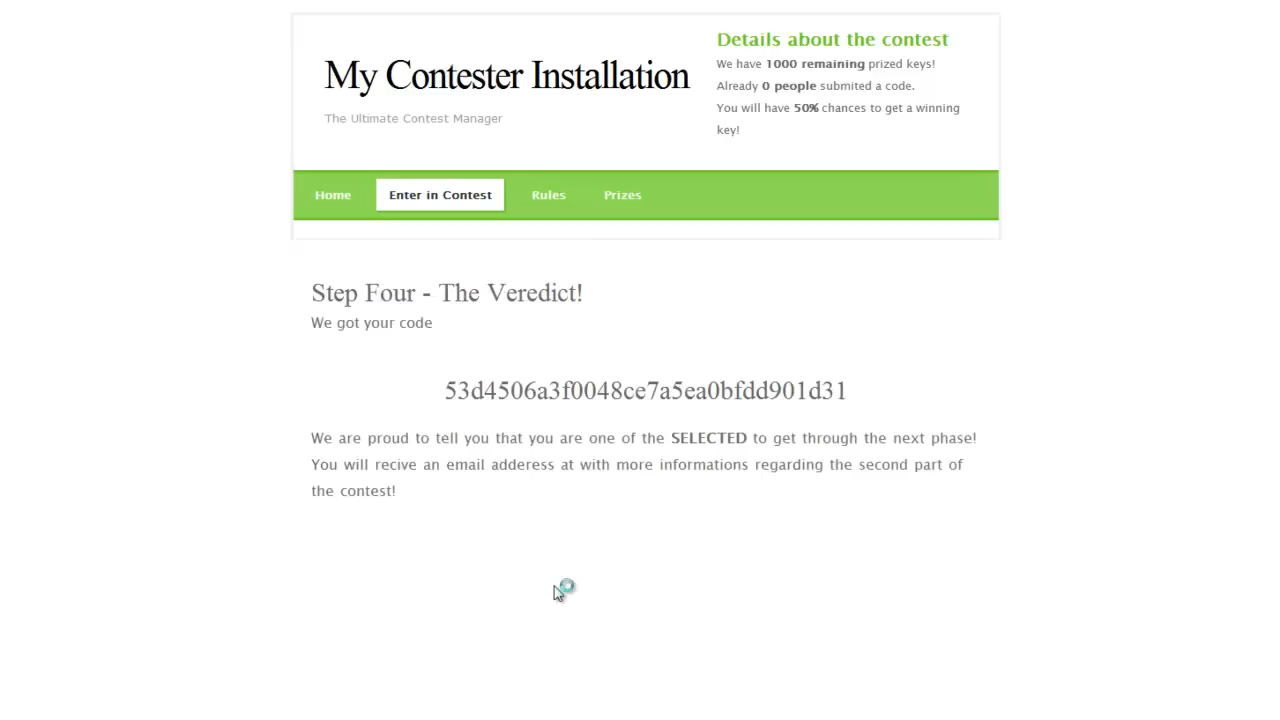 My Contester Installation
The Ultimate Contest Manager
Details about the contest
We have 1000 remaining prized keys!
Already 0 people submited a code.
You will have 50% chances to get a winning
key!
Home Enter in Contest Rules Prizes
Step Four - The Veredict!
We got your code
53d4506a3f0048ce7a5ea0bfdd901d31
We are proud to tell you that you are one of the SELECTED to get through the next phase!
You will recive an email adderess at with more informations regarding the second part of
the contest!